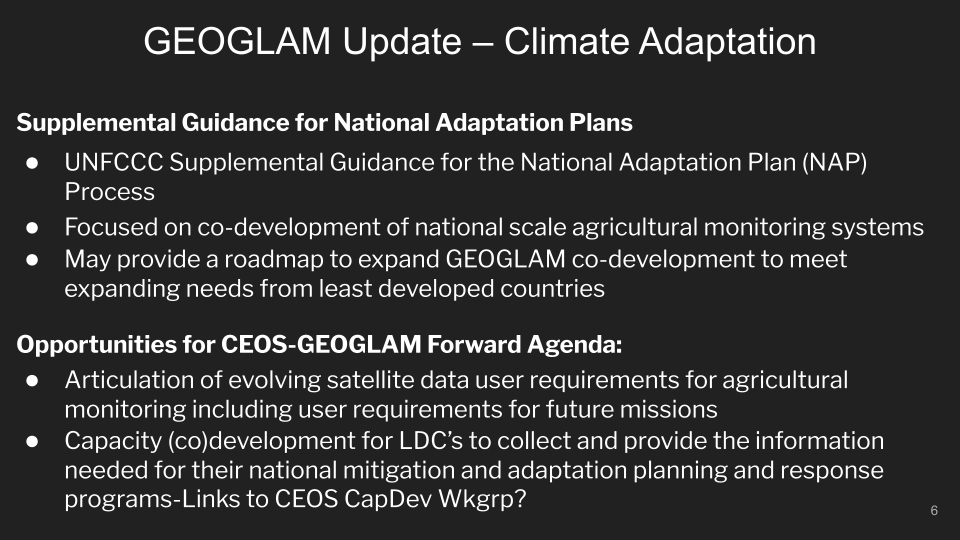 GEOGLAM Update – Climate Adaptation
Supplemental Guidance for National Adaptation Plans
● UNFCCC Supplemental Guidance for the National Adaptation Plan (NAP)
Process
● Focused on co-development of national scale agricultural monitoring systems
● May provide a roadmap to expand GEOGLAM co-development to meet
expanding needs from least developed countries
Opportunities for CEOS-GEOGLAM Forward Agenda:
● Articulation of evolving satellite data user requirements for agricultural
monitoring including user requirements for future missions
● Capacity (co)development for LDC’s to collect and provide the information
needed for their national mitigation and adaptation planning and response
programs-Links to CEOS CapDev Wkgrp?
6